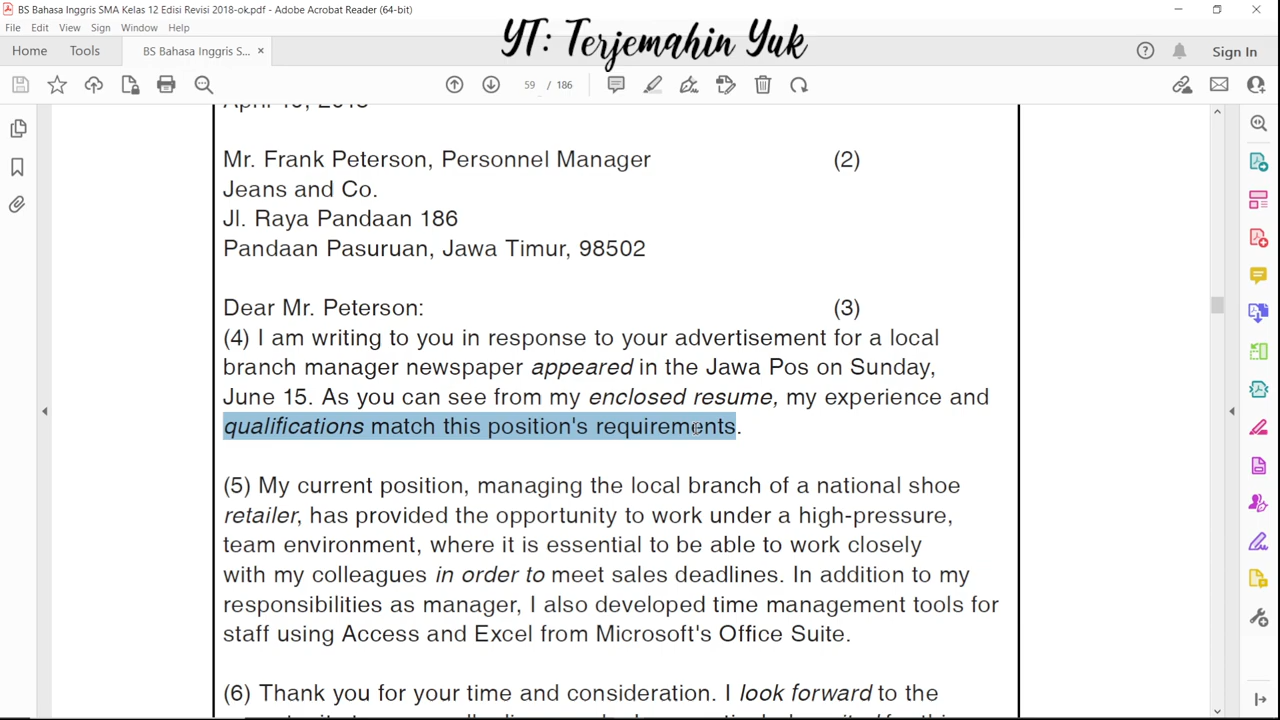 BS Bahasa Inggris SMA Kelas 12 Edisi Revisi 2018-ok.pdf - Adobe Acrobat Reader (64-bit)
File Edit View Sign Window Help
YT: Terjemahin Yuk
Home Tools BS Bahasa Inggris S... × Sign In
59 / 186
Mr. Frank Peterson, Personnel Manager (2)
Jeans and Co.
Jl. Raya Pandaan 186
Pandaan Pasuruan, Jawa Timur, 98502
Dear Mr. Peterson: (3)
(4) I am writing to you in response to your advertisement for a local
branch manager newspaper appeared in the Jawa Pos on Sunday,
June 15. As you can see from my enclosed resume, my experience and
qualifications match this position's requirements.
(5) My current position, managing the local branch of a national shoe
retailer, has provided the opportunity to work under a high-pressure,
team environment, where it is essential to be able to work closely
with my colleagues in order to meet sales deadlines. In addition to my
responsibilities as manager, I also developed time management tools for
staff using Access and Excel from Microsoft's Office Suite.
(6) Thank you for your time and consideration. I look forward to the